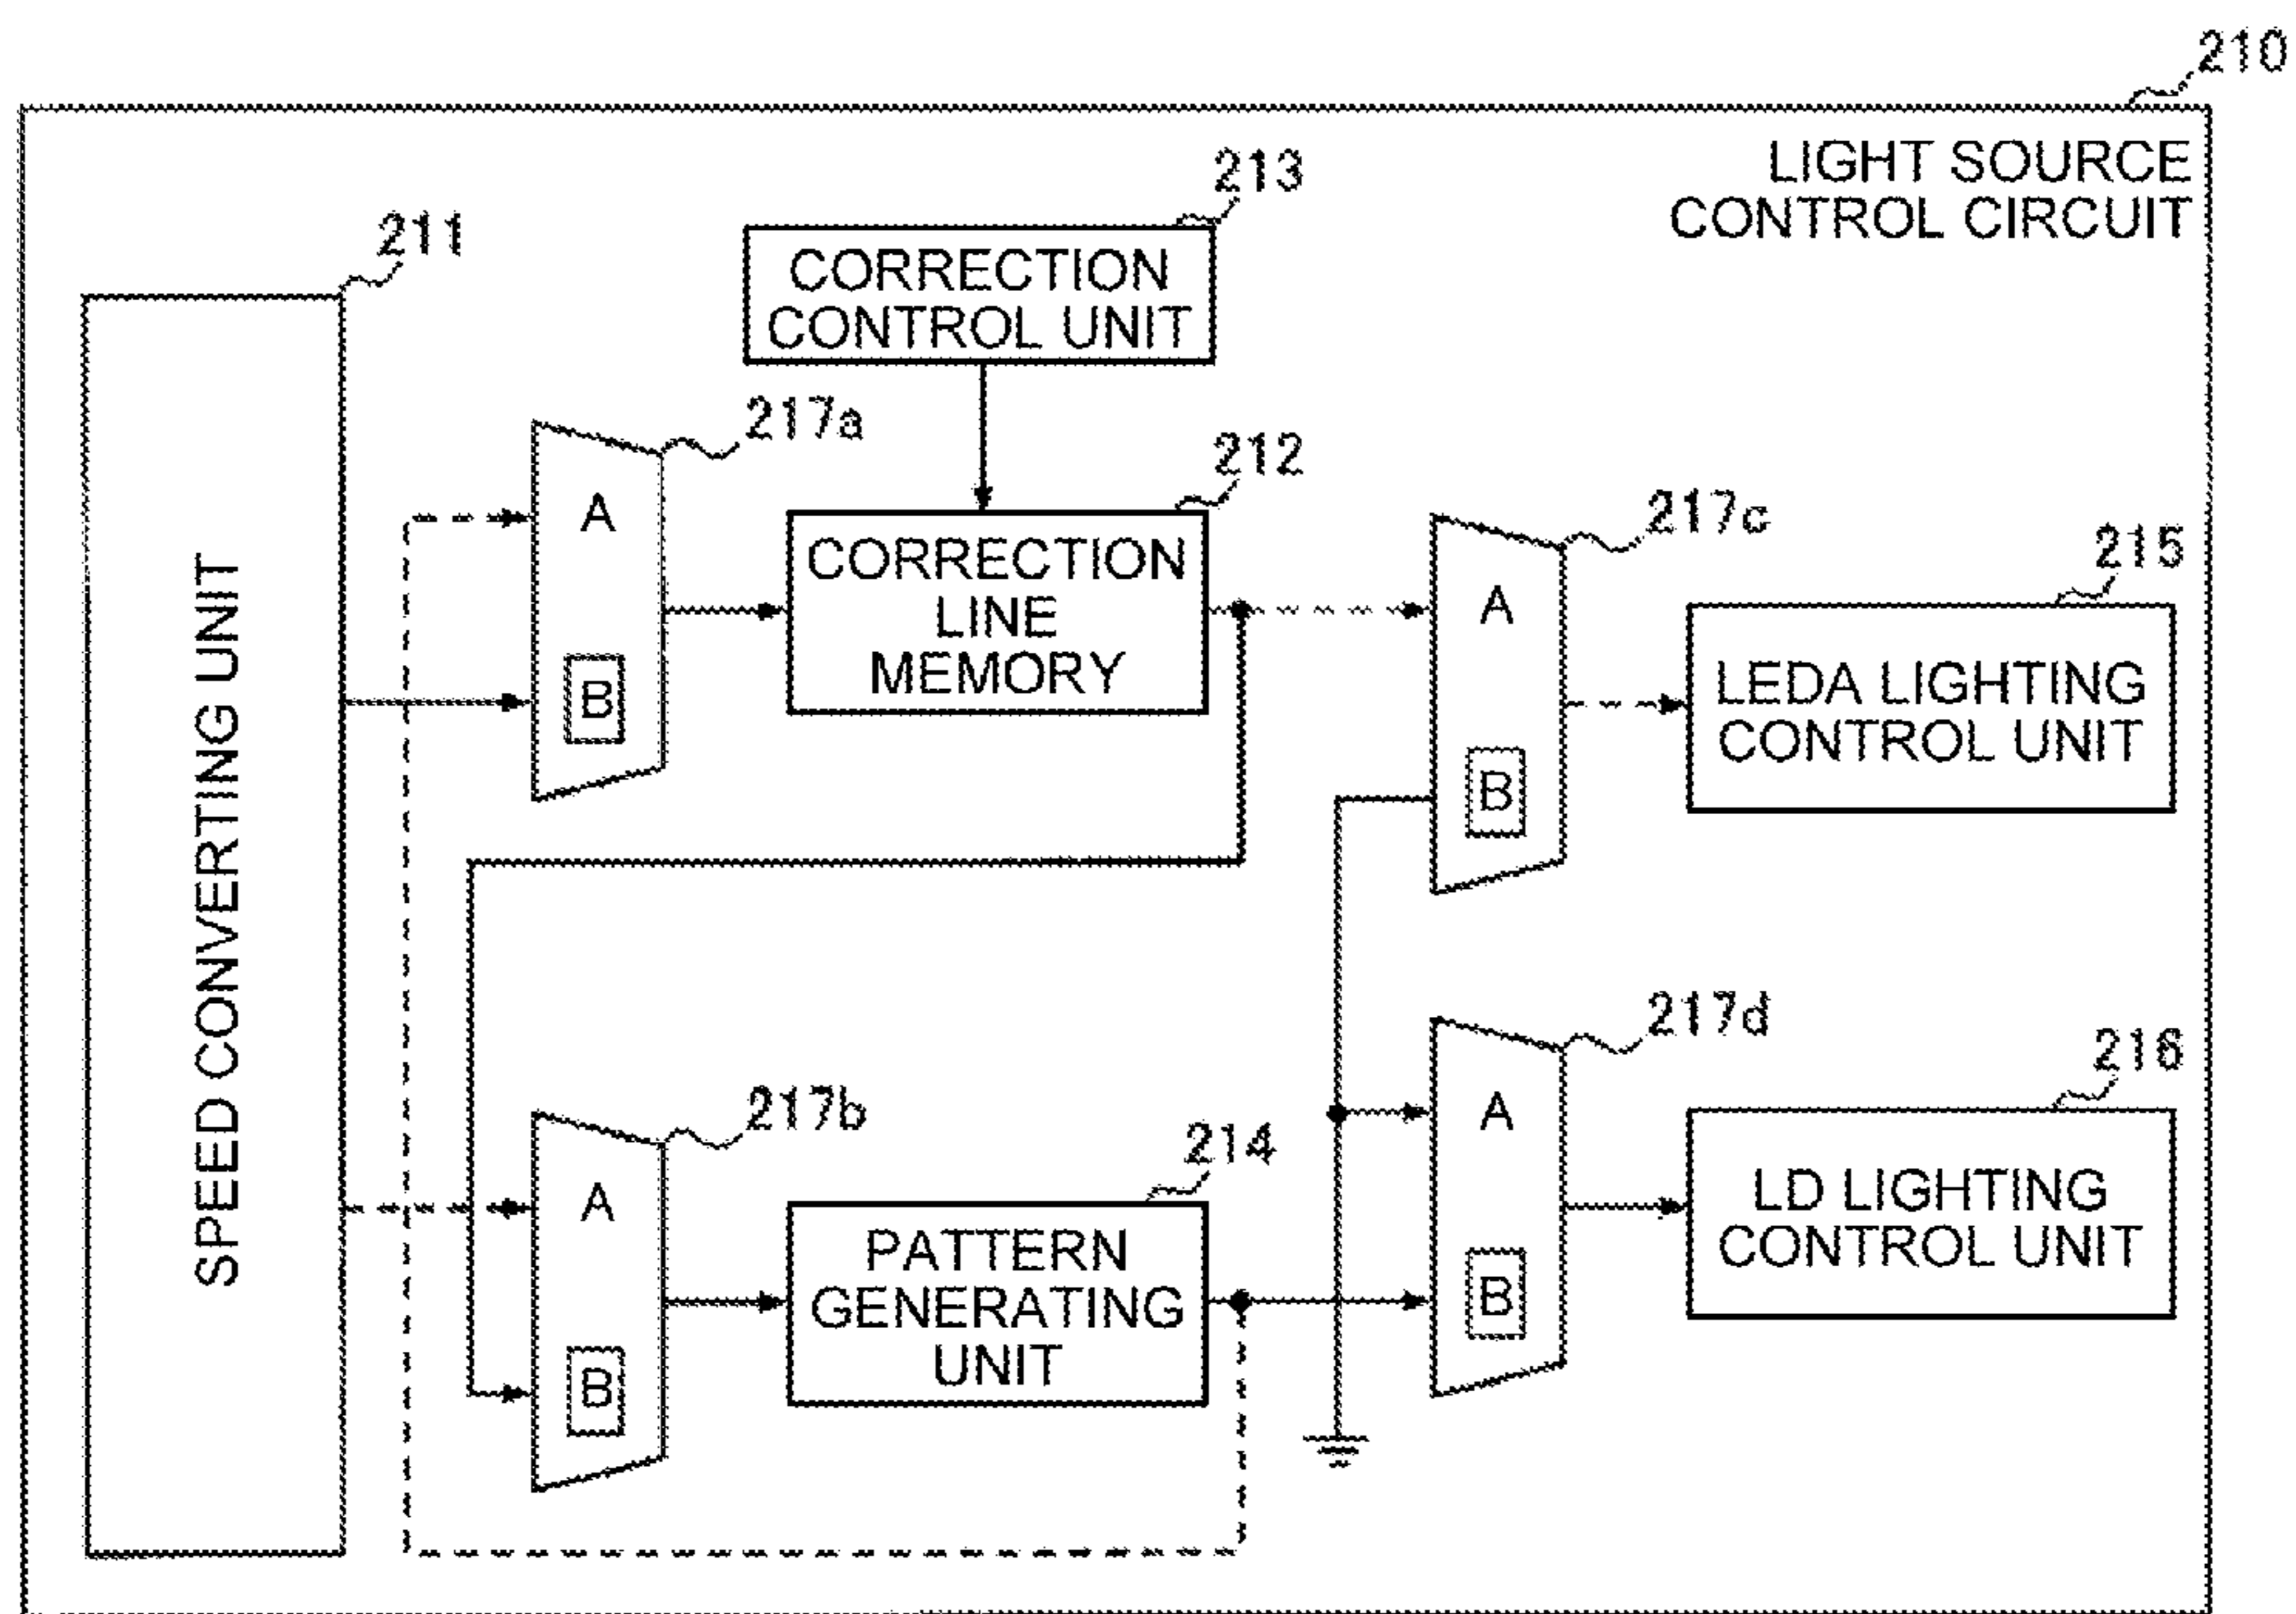 210
LIGHT SOURCE
CONTROL CIRCUIT
213
211
CORRECTION
CONTROL UNIT
217a
212
A
217c
215
CORRECTION
LINE
MEMORY
A
B
LEDA LIGHTING
CONTROL UNIT
B
SPEED CONVERTING UNIT
217d
216
217b
A
214
A
LD LIGHTING
CONTROL UNIT
PATTERN
GENERATING
UNIT
B
B